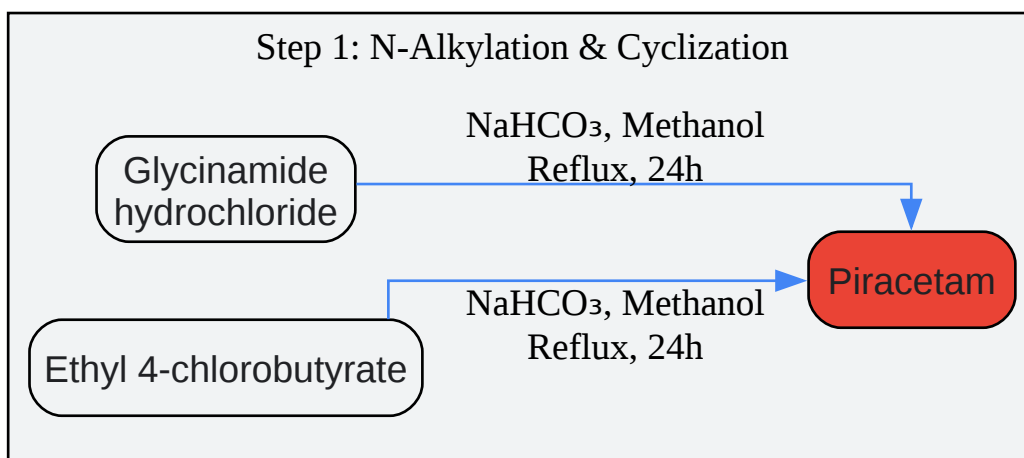 Step 1: N-Alkylation & Cyclization
NaHCO₃, Methanol
Reflux, 24h
Glycinamide
hydrochloride
Piracetam
NaHCO₃, Methanol
Reflux, 24h
Ethyl 4-chlorobutyrate